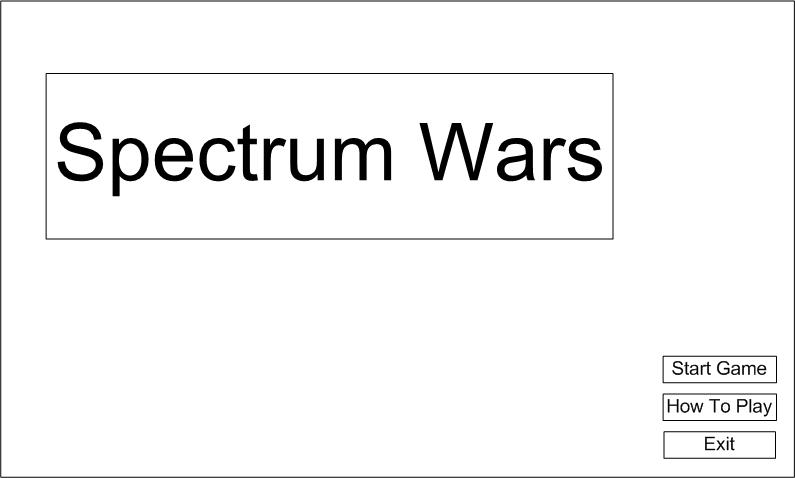 Spectrum Wars
Start Game
How To Play
Exit